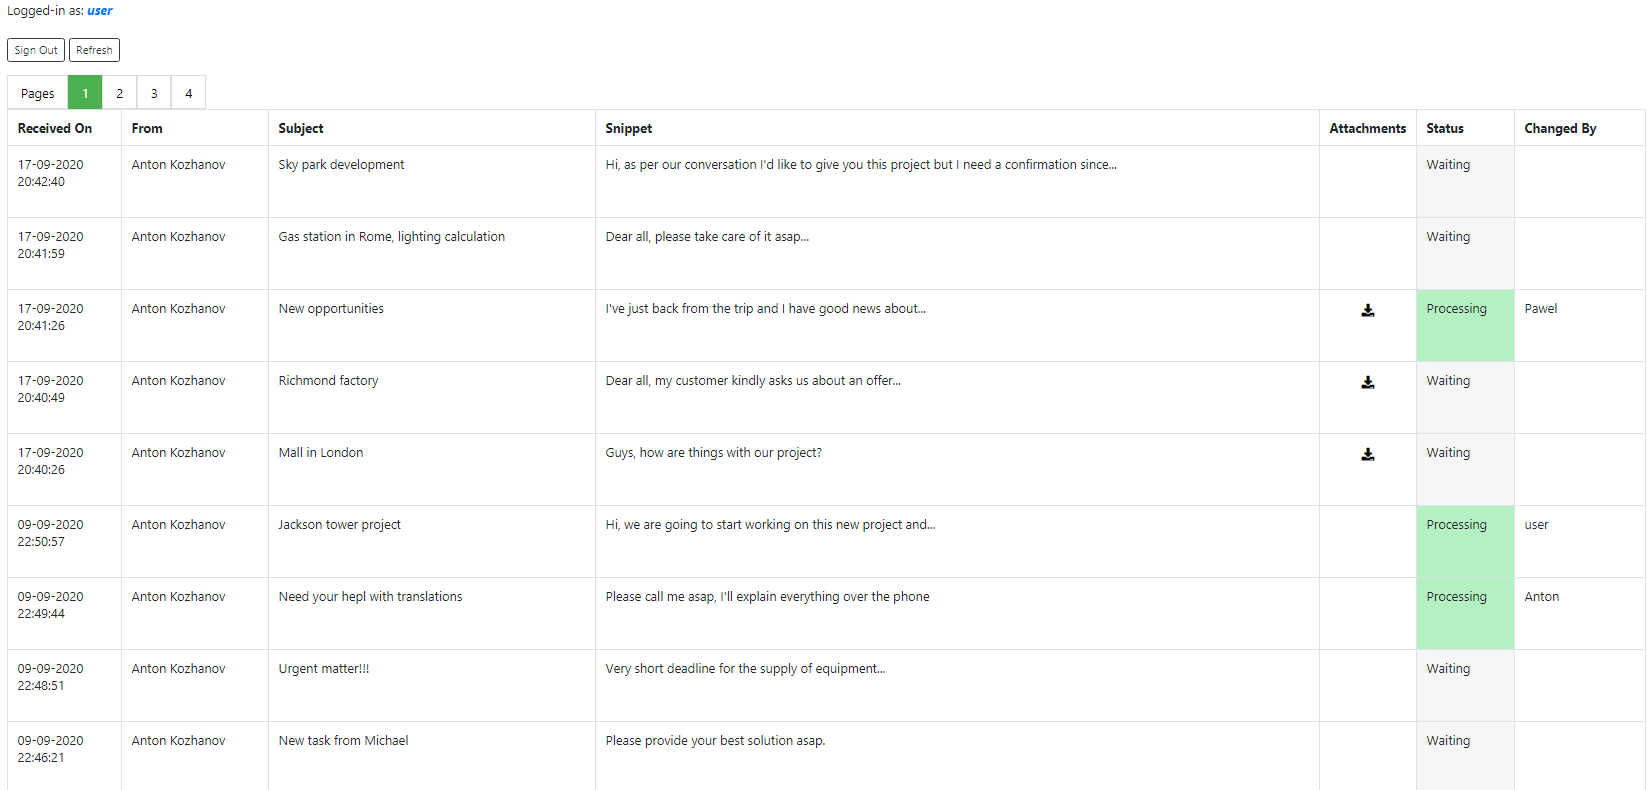 Logged-in as: user
Sign Out Refresh
Pages 1 2 3 4
Received On From Subject Snippet Attachments Status Changed By
17-09-2020 Anton Kozhanov Sky park development Hi, as per our conversation I'd like to give you this project but I need a confirmation since... Waiting
20:42:40
17-09-2020 Anton Kozhanov Gas station in Rome, lighting calculation Dear all, please take care of it asap... Waiting
20:41:59
17-09-2020 Anton Kozhanov New opportunities I've just back from the trip and I have good news about... Processing Pawel
20:41:26
17-09-2020 Anton Kozhanov Richmond factory Dear all, my customer kindly asks us about an offer... Waiting
20:40:49
17-09-2020 Anton Kozhanov Mall in London Guys, how are things with our project? Waiting
20:40:26
09-09-2020 Anton Kozhanov Jackson tower project Hi, we are going to start working on this new project and... Processing user
22:50:57
09-09-2020 Anton Kozhanov Need your hepl with translations Please call me asap, I'll explain everything over the phone Processing Anton
22:49:44
09-09-2020 Anton Kozhanov Urgent matter!!! Very short deadline for the supply of equipment... Waiting
22:48:51
09-09-2020 Anton Kozhanov New task from Michael Please provide your best solution asap. Waiting
22:46:21